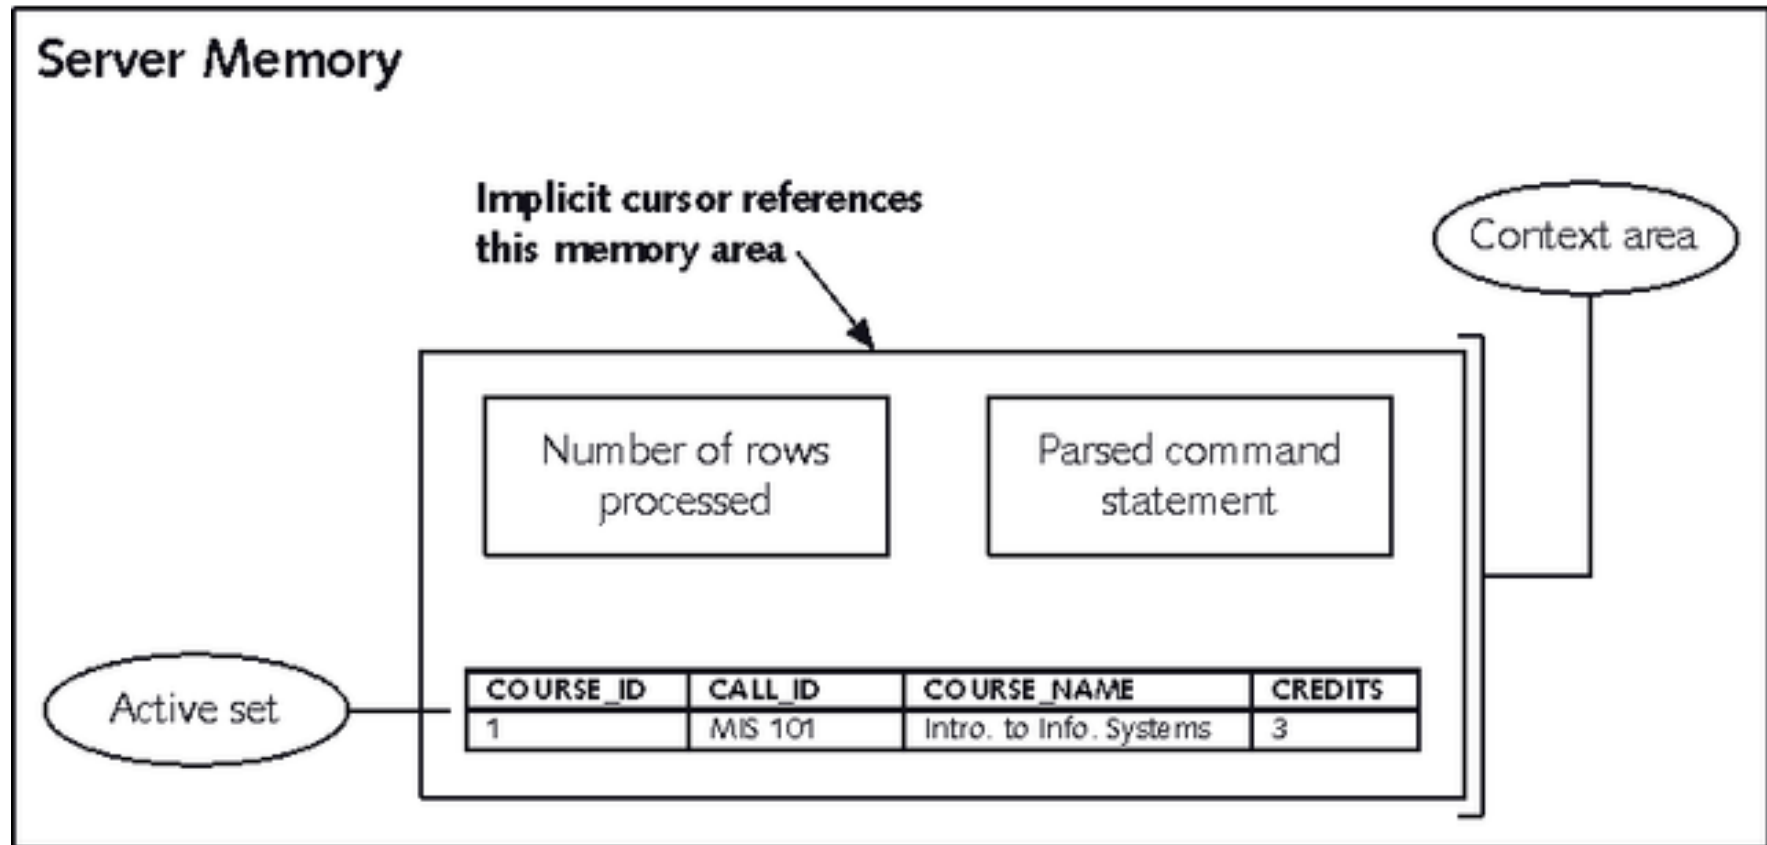 Server Memory
Implicit cursor references
this memory area
Context area
Number of rows
processed
Parsed command
statement
Active set
COURSE_ID CALL_ID COURSE_NAME CREDITS
1 MIS 101 Intro. to Info. Systems 3